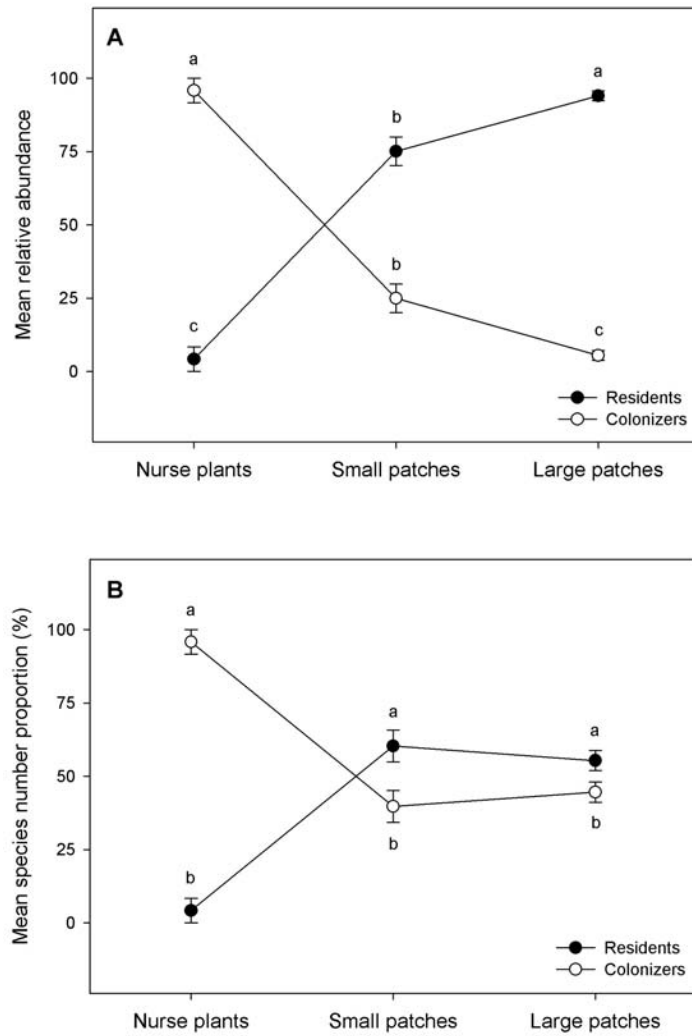 A
Mean relative abundance
100
75
50
25
0
a
c
b
b
a
c
Residents
Colonizers
Nurse plants
Small patches
Large patches
B
Mean species number proportion (%)
100
75
50
25
0
a
b
a
b
a
b
Residents
Colonizers
Nurse plants
Small patches
Large patches